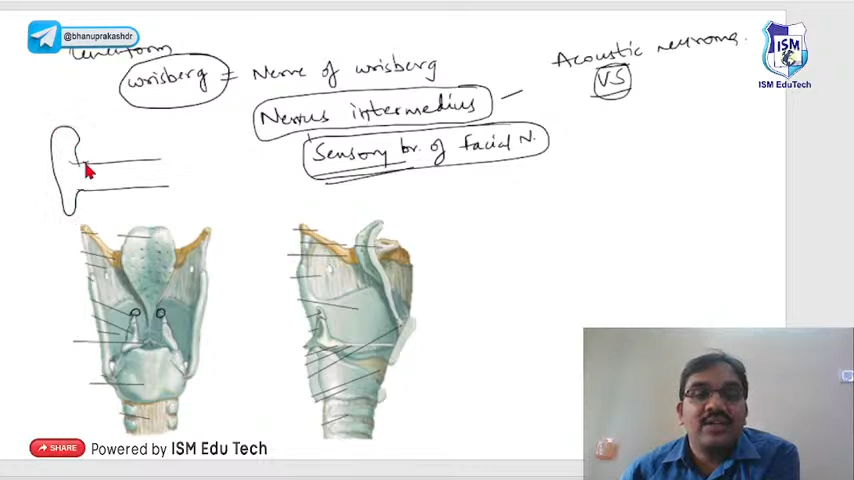 @bhanuprakashdr
wrisberg = Nerve of wrisberg
Acoustic neuroma.
VS
Nervus intermedius –
Sensory br. of facial N.
ISM
ISM EduTech
SHARE
Powered by ISM Edu Tech